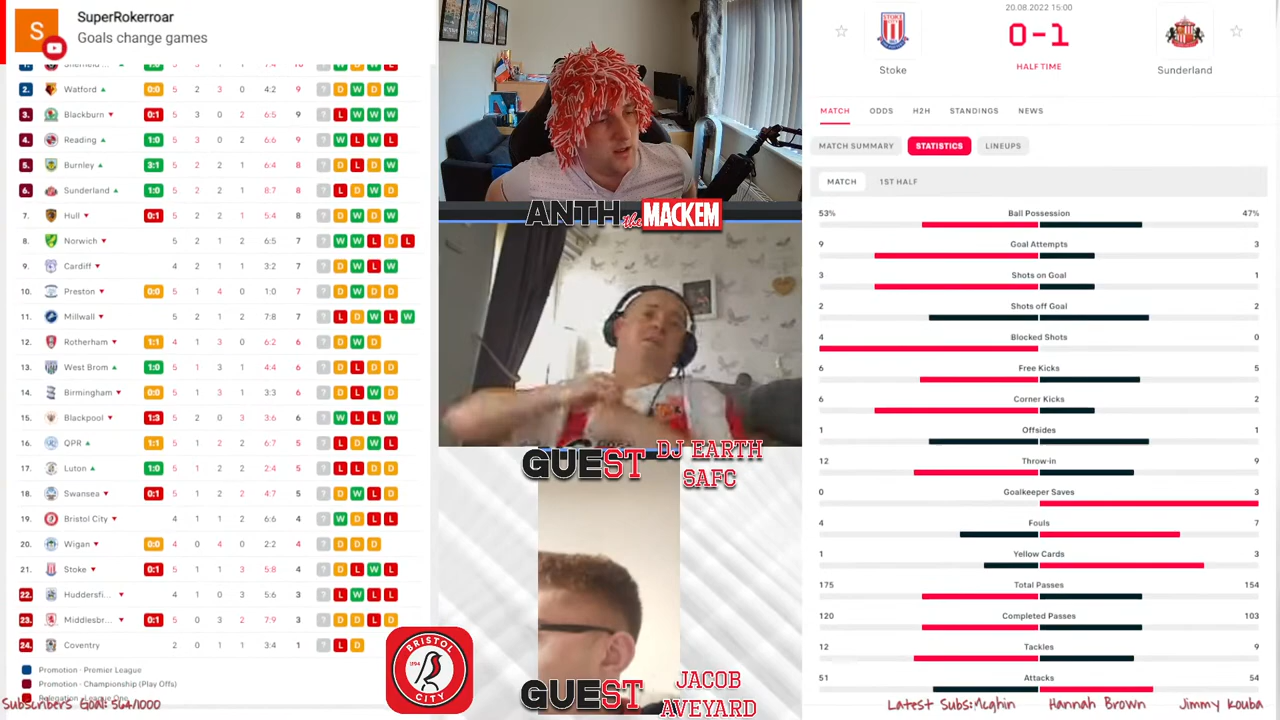 S
SuperRokerroar
Goals change games
2. Watford 0:0 5 2 3 0 4:2 9 ? D W W
3. Blackburn 0:1 5 3 0 2 6:5 9 ? L W W W
4. Reading 1:0 5 3 0 2 6:6 9 ? W L W L
5. Burnley 3:1 5 2 2 1 6:4 8 ? D L D W
6. Sunderland 1:0 5 2 2 1 8:7 8 ? L D W D
7. Hull 0:1 5 2 2 1 5:4 8 ? D W D W
8. Norwich 5 2 1 2 6:5 7 ? W W L D L
9. Cardiff 4 2 1 1 3:2 7 ? D W L W
10. Preston 0:0 5 1 4 0 1:0 7 ? D W D D
11. Millwall 5 2 1 2 7:8 7 ? L D W L W
12. Rotherham 1:1 4 1 3 0 6:2 6 ? D W D
13. West Brom 1:0 5 1 3 1 4:4 6 ? D L D D
14. Birmingham 0:0 5 1 3 1 3:3 6 ? D L W D
15. Blackpool 1:3 5 2 0 3 3:6 6 ? W L L W
16. QPR 1:1 5 1 2 2 6:7 5 ? L D W L
17. Luton 1:0 5 1 2 2 2:4 5 ? L L D D
18. Swansea 0:1 5 1 2 2 4:7 5 ? D W L D
19. Bristol City 4 1 1 2 6:6 4 ? W D L L
20. Wigan 0:0 4 0 4 0 2:2 4 ? D D D
21. Stoke 0:1 5 1 1 3 5:8 4 ? D L W L
22. Huddersfi... 4 1 0 3 5:6 3 ? L W L L
23. Middlesbr... 0:1 5 0 3 2 7:9 3 ? D D L D
24. Coventry 2 0 1 1 3:4 1 ? L D
Promotion - Premier League
Promotion - Championship (Play Offs)
Relegation - League One
Subscribers Goal: 564/1000
ANTH the MACKEM
GUEST DJ EARTH
SAFC
GUEST JACOB
AVEYARD
BRISTOL
1894
CITY
20.08.2022 15:00
STOKE
0-1
HALF TIME
Stoke
Sunderland
MATCH ODDS H2H STANDINGS NEWS
MATCH SUMMARY STATISTICS LINEUPS
MATCH 1ST HALF
53% Ball Possession 47%
9 Goal Attempts 3
3 Shots on Goal 1
2 Shots off Goal 2
4 Blocked Shots 0
6 Free Kicks 5
6 Corner Kicks 2
1 Offsides 1
12 Throw-in 9
0 Goalkeeper Saves 3
4 Fouls 7
1 Yellow Cards 3
175 Total Passes 154
120 Completed Passes 103
12 Tackles 9
51 Attacks 54
Latest Subs: Mcghin Hannah Brown Jimmy Kouba